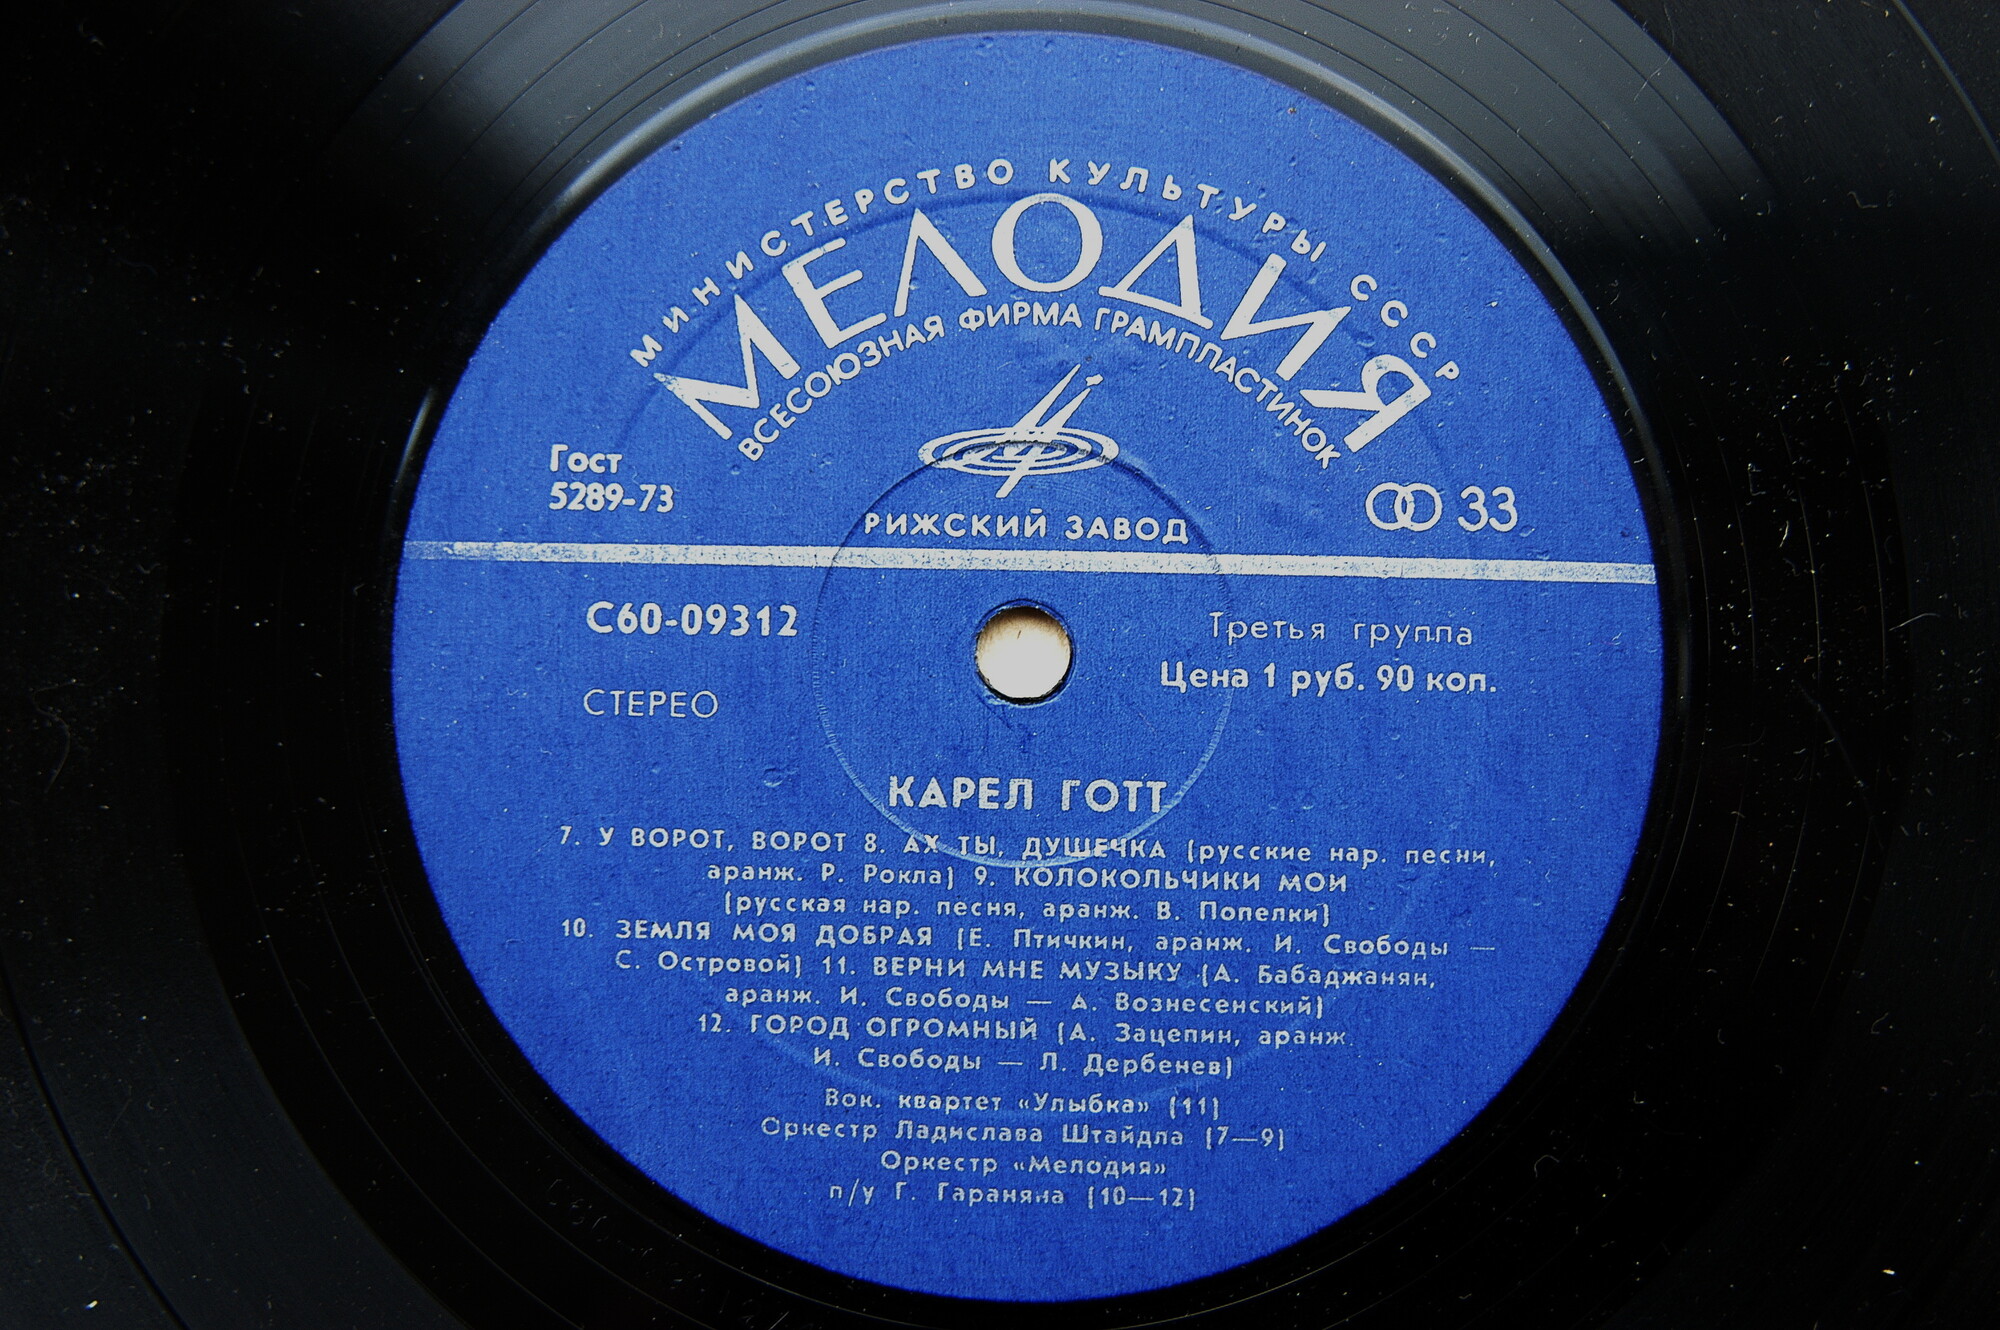 МИНИСТЕРСТВО КУЛЬТУРЫ СССР
МЕЛОДИЯ
ВСЕСОЮЗНАЯ ФИРМА ГРАМПЛАСТИНОК
Гост
5289-73
33
РИЖСКИЙ ЗАВОД
С60-09312
Третья группа
Цена 1 руб. 90 коп.
СТЕРЕО
КАРЕЛ ГОТТ
7. У ВОРОТ, ВОРОТ 8. АХ ТЫ, ДУШЕЧКА (русские нар. песни,
аранж. Р. Рокла) 9. КОЛОКОЛЬЧИКИ МОИ
(русская нар. песня, аранж. В. Попелки)
10. ЗЕМЛЯ МОЯ ДОБРАЯ (Е. Птичкин, аранж. И. Свободы —
С. Островой) 11. ВЕРНИ МНЕ МУЗЫКУ (А. Бабаджанян,
аранж. И. Свободы — А. Вознесенский)
12. ГОРОД ОГРОМНЫЙ (А. Зацепин, аранж.
И. Свободы — Л. Дербенев)
Вок. квартет «Улыбка» (11)
Оркестр Ладислава Штайдла (7—9)
Оркестр «Мелодия»
п/у Г. Гараняна (10—12)